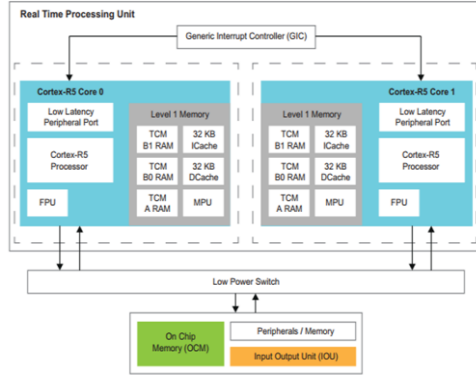 Real Time Processing Unit
Generic Interrupt Controller (GIC)
Cortex-R5 Core 0
Low Latency
Peripheral Port
Cortex-R5
Processor
FPU
Level 1 Memory
TCM
B1 RAM
32 KB
ICache
TCM
B0 RAM
32 KB
DCache
TCM
A RAM
MPU
Cortex-R5 Core 1
Level 1 Memory
TCM
B1 RAM
32 KB
ICache
TCM
B0 RAM
32 KB
DCache
TCM
A RAM
MPU
Low Latency
Peripheral Port
Cortex-R5
Processor
FPU
Low Power Switch
On Chip
Memory (OCM)
Peripherals / Memory
Input Output Unit (IOU)